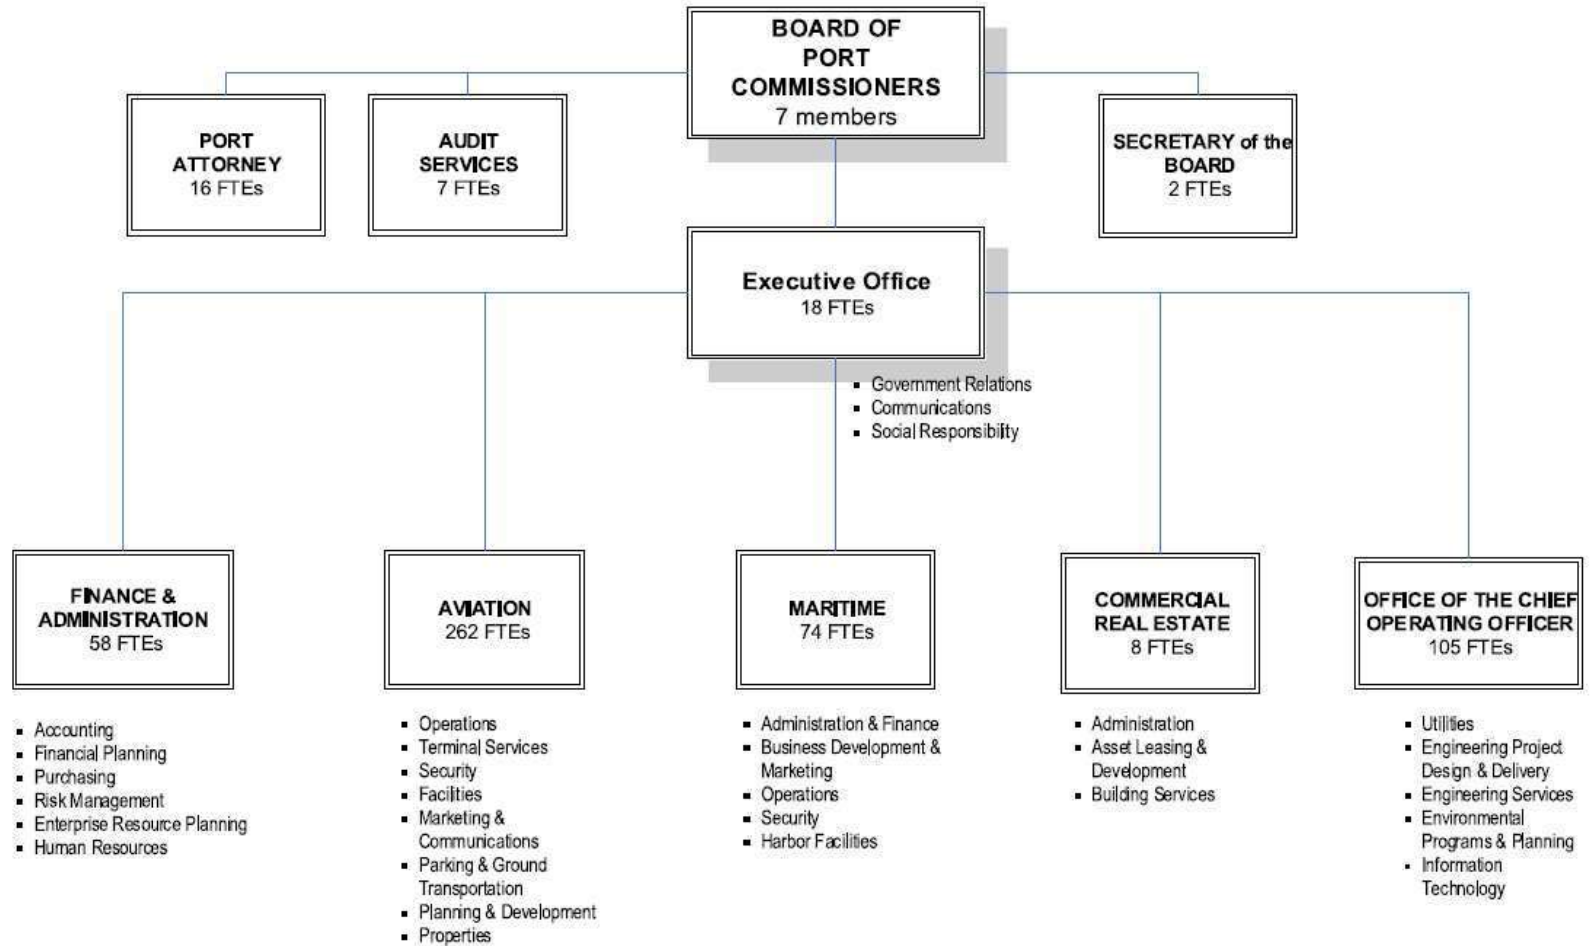 BOARD OF
PORT
COMMISSIONERS
7 members
PORT
ATTORNEY
16 FTEs
AUDIT
SERVICES
7 FTEs
SECRETARY of the
BOARD
2 FTEs
Executive Office
18 FTEs
▪ Government Relations
▪ Communications
▪ Social Responsibility
FINANCE &
ADMINISTRATION
58 FTEs
▪ Accounting
▪ Financial Planning
▪ Purchasing
▪ Risk Management
▪ Enterprise Resource Planning
▪ Human Resources
AVIATION
262 FTEs
▪ Operations
▪ Terminal Services
▪ Security
▪ Facilities
▪ Marketing &
Communications
▪ Parking & Ground
Transportation
▪ Planning & Development
▪ Properties
MARITIME
74 FTEs
▪ Administration & Finance
▪ Business Development &
Marketing
▪ Operations
▪ Security
▪ Harbor Facilities
COMMERCIAL
REAL ESTATE
8 FTEs
▪ Administration
▪ Asset Leasing &
Development
▪ Building Services
OFFICE OF THE CHIEF
OPERATING OFFICER
105 FTEs
▪ Utilities
▪ Engineering Project
Design & Delivery
▪ Engineering Services
▪ Environmental
Programs & Planning
▪ Information
Technology